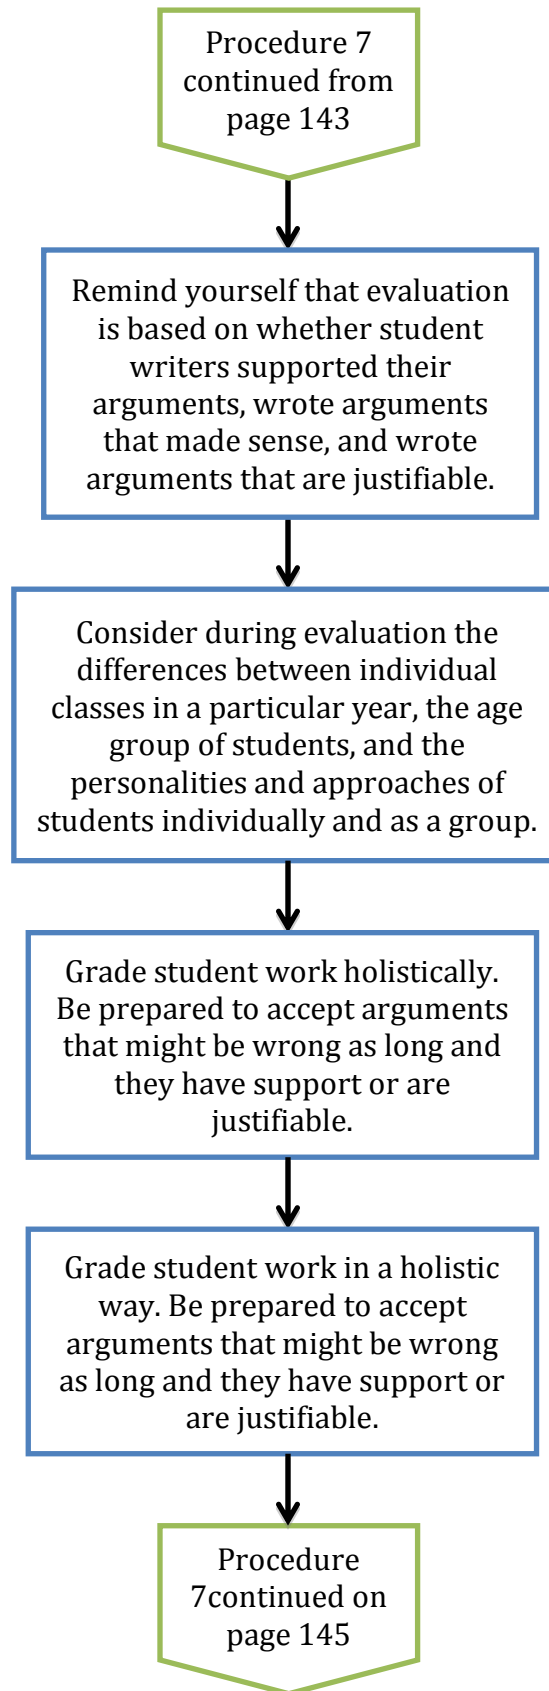 Procedure 7
continued from
page 143
Remind yourself that evaluation
is based on whether student
writers supported their
arguments, wrote arguments
that made sense, and wrote
arguments that are justifiable.
Consider during evaluation the
differences between individual
classes in a particular year, the age
group of students, and the
personalities and approaches of
students individually and as a group.
Grade student work holistically.
Be prepared to accept arguments
that might be wrong as long and
they have support or are
justifiable.
Grade student work in a holistic
way. Be prepared to accept
arguments that might be wrong
as long and they have support or
are justifiable.
Procedure
7continued on
page 145